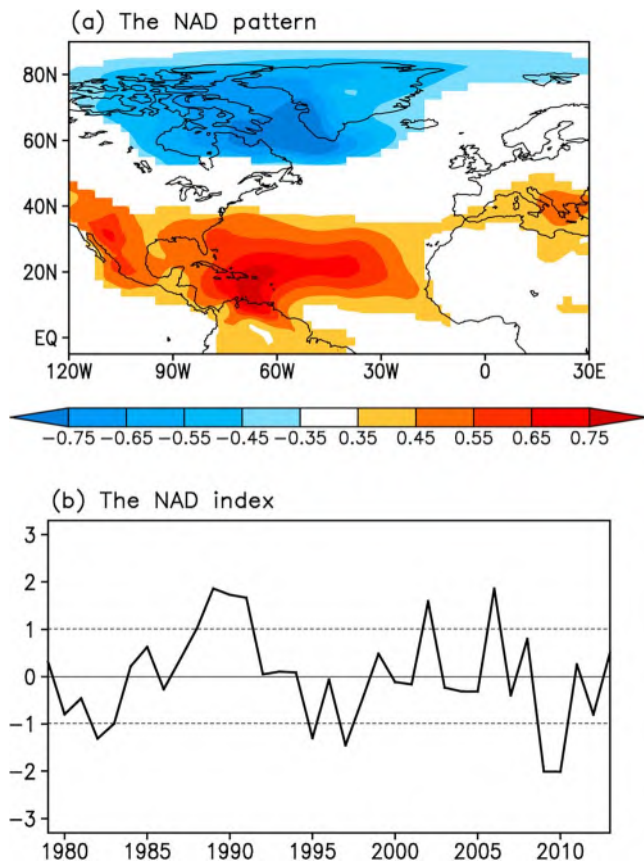 (a) The NAD pattern
80N
60N
40N
20N
EQ
120W 90W 60W 30W 0 30E
-0.75 -0.65 -0.55 -0.45 -0.35 0.35 0.45 0.55 0.65 0.75
(b) The NAD index
3
2
1
0
-1
-2
-3
1980 1985 1990 1995 2000 2005 2010